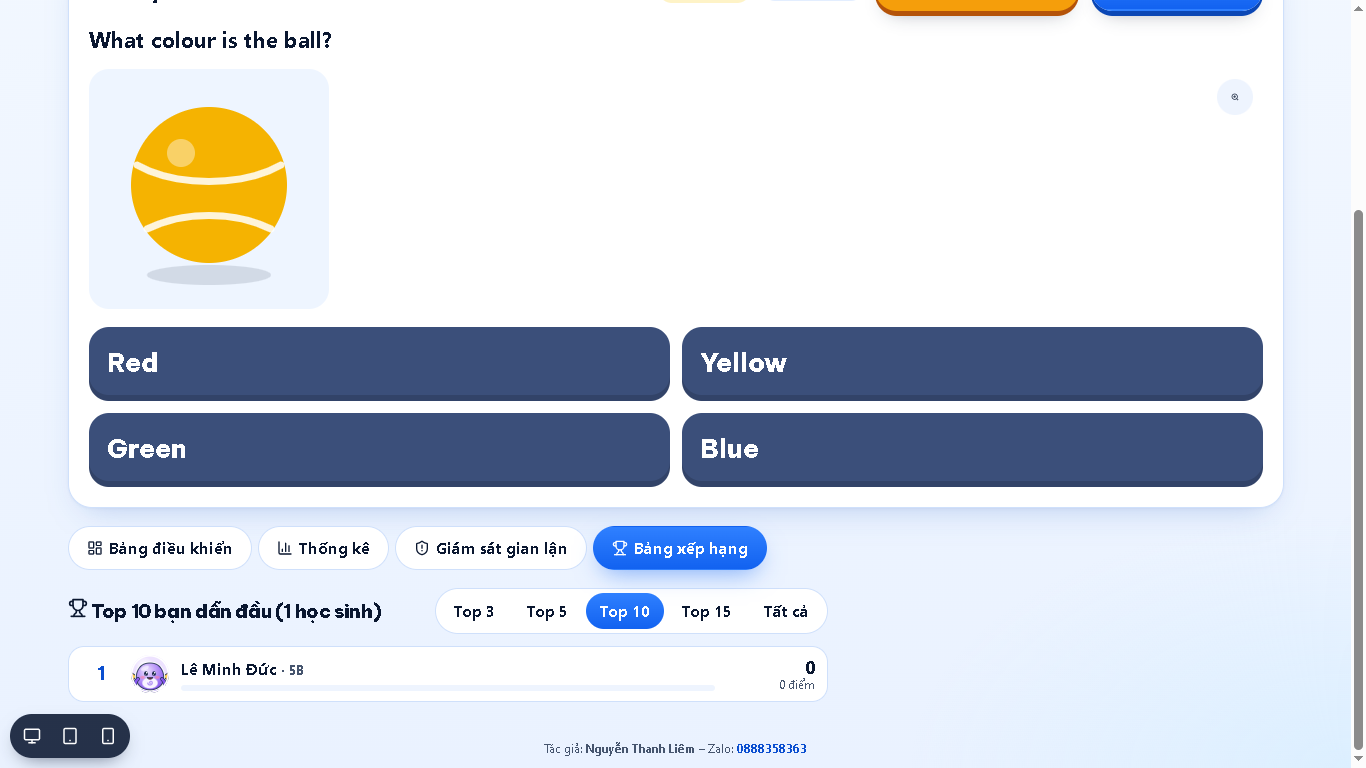 What colour is the ball?
Red
Yellow
Green
Blue
Bảng điều khiển
Thống kê
Giám sát gian lận
Bảng xếp hạng
Top 10 bạn dẫn đầu (1 học sinh)
Top 3
Top 5
Top 10
Top 15
Tất cả
1
Lê Minh Đức · 5B
0
0 điểm
Tác giả: Nguyễn Thanh Liêm – Zalo: 0888358363